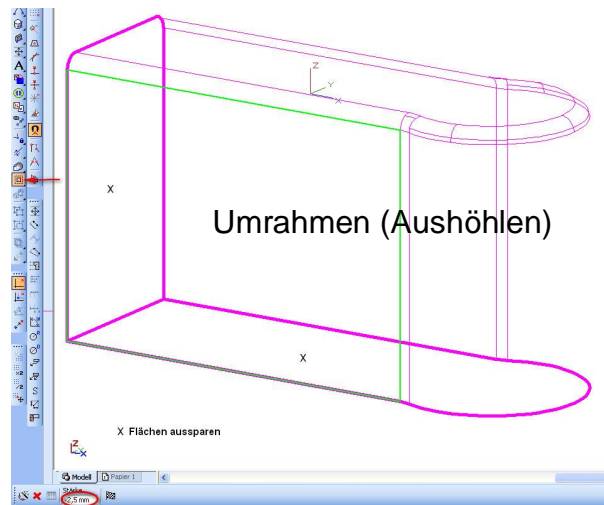 Z
Y
X
X
Umrahmen (Aushöhlen)
X
X Flächen aussparen
Z
X
Modell
Papier 1
Stärke
2,5 mm